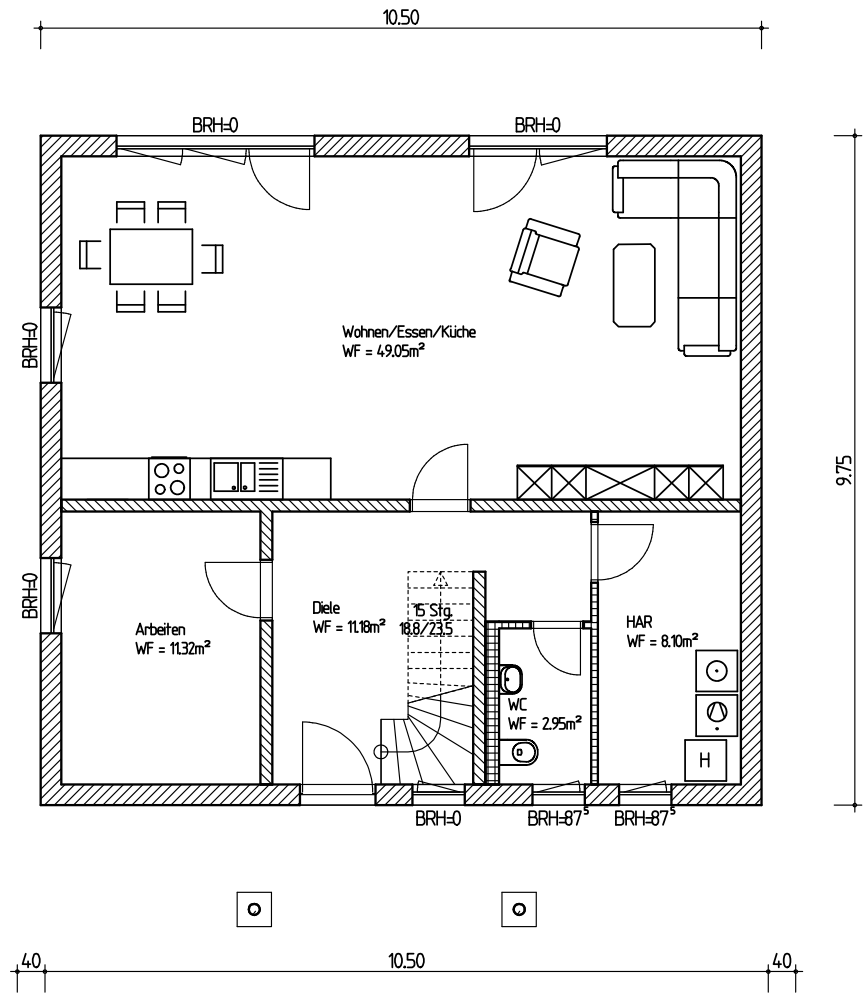 10.50
BRH=0
BRH=0
BRH=0
Wohnen/Essen/Küche
WF = 49.05m²
9.75
BRH=0
Arbeiten
WF = 11.32m²
Diele
WF = 11.18m²
15 Stg.
18.8/23.5
HAR
WF = 8.10m²
WC
WF = 2.95m²
H
BRH=0
BRH=87⁵
BRH=87⁵
40
10.50
40